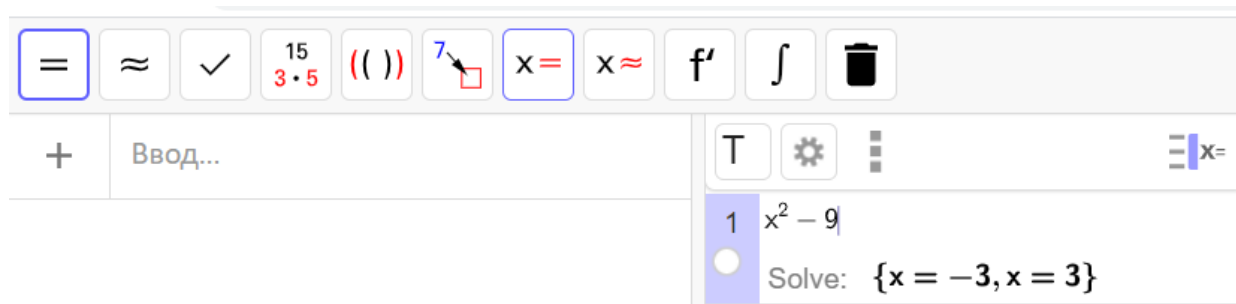 = ≈ ✓ 15 (( )) 7 x= x≈ f′ ∫
3 • 5
+ Ввод... T x=
1 x² − 9
Solve: {x = −3, x = 3}